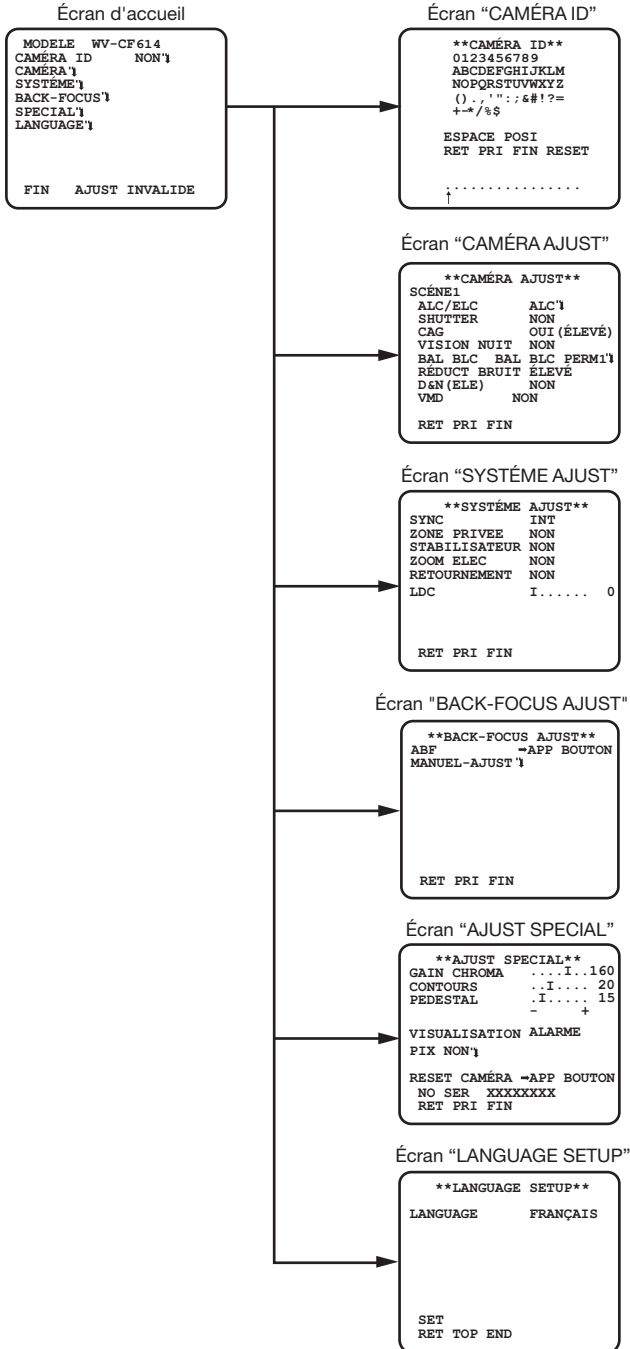 Écran d'accueil
MODELE WV-CF614
CAMÉRA ID NON
CAMÉRA
SYSTÉME
BACK-FOCUS
SPECIAL
LANGUAGE
FIN AJUST INVALIDE
Écran “CAMÉRA ID”
**CAMÉRA ID**
0123456789
ABCDEFGHIJKLM
NOPQRSTUVWXYZ
().,'":;&#!?=
+-*/%$
ESPACE POSI
RET PRI FIN RESET
................
↑
Écran “CAMÉRA AJUST”
**CAMÉRA AJUST**
SCÉNE1
ALC/ELC ALC
SHUTTER NON
CAG OUI(ÉLEVÉ)
VISION NUIT NON
BAL BLC BAL BLC PERM1
RÉDUCT BRUIT ÉLEVÉ
D&N(ELE) NON
VMD NON
RET PRI FIN
Écran “SYSTÉME AJUST”
**SYSTÉME AJUST**
SYNC INT
ZONE PRIVEE NON
STABILISATEUR NON
ZOOM ELEC NON
RETOURNEMENT NON
LDC I...... 0
RET PRI FIN
Écran "BACK-FOCUS AJUST"
**BACK-FOCUS AJUST**
ABF ➡APP BOUTON
MANUEL-AJUST
RET PRI FIN
Écran “AJUST SPECIAL”
**AJUST SPECIAL**
GAIN CHROMA ....I..160
CONTOURS ..I.... 20
PEDESTAL .I..... 15
- +
VISUALISATION ALARME
PIX NON
RESET CAMÉRA ➡APP BOUTON
NO SER XXXXXXXX
RET PRI FIN
Écran “LANGUAGE SETUP”
**LANGUAGE SETUP**
LANGUAGE FRANÇAIS
SET
RET TOP END